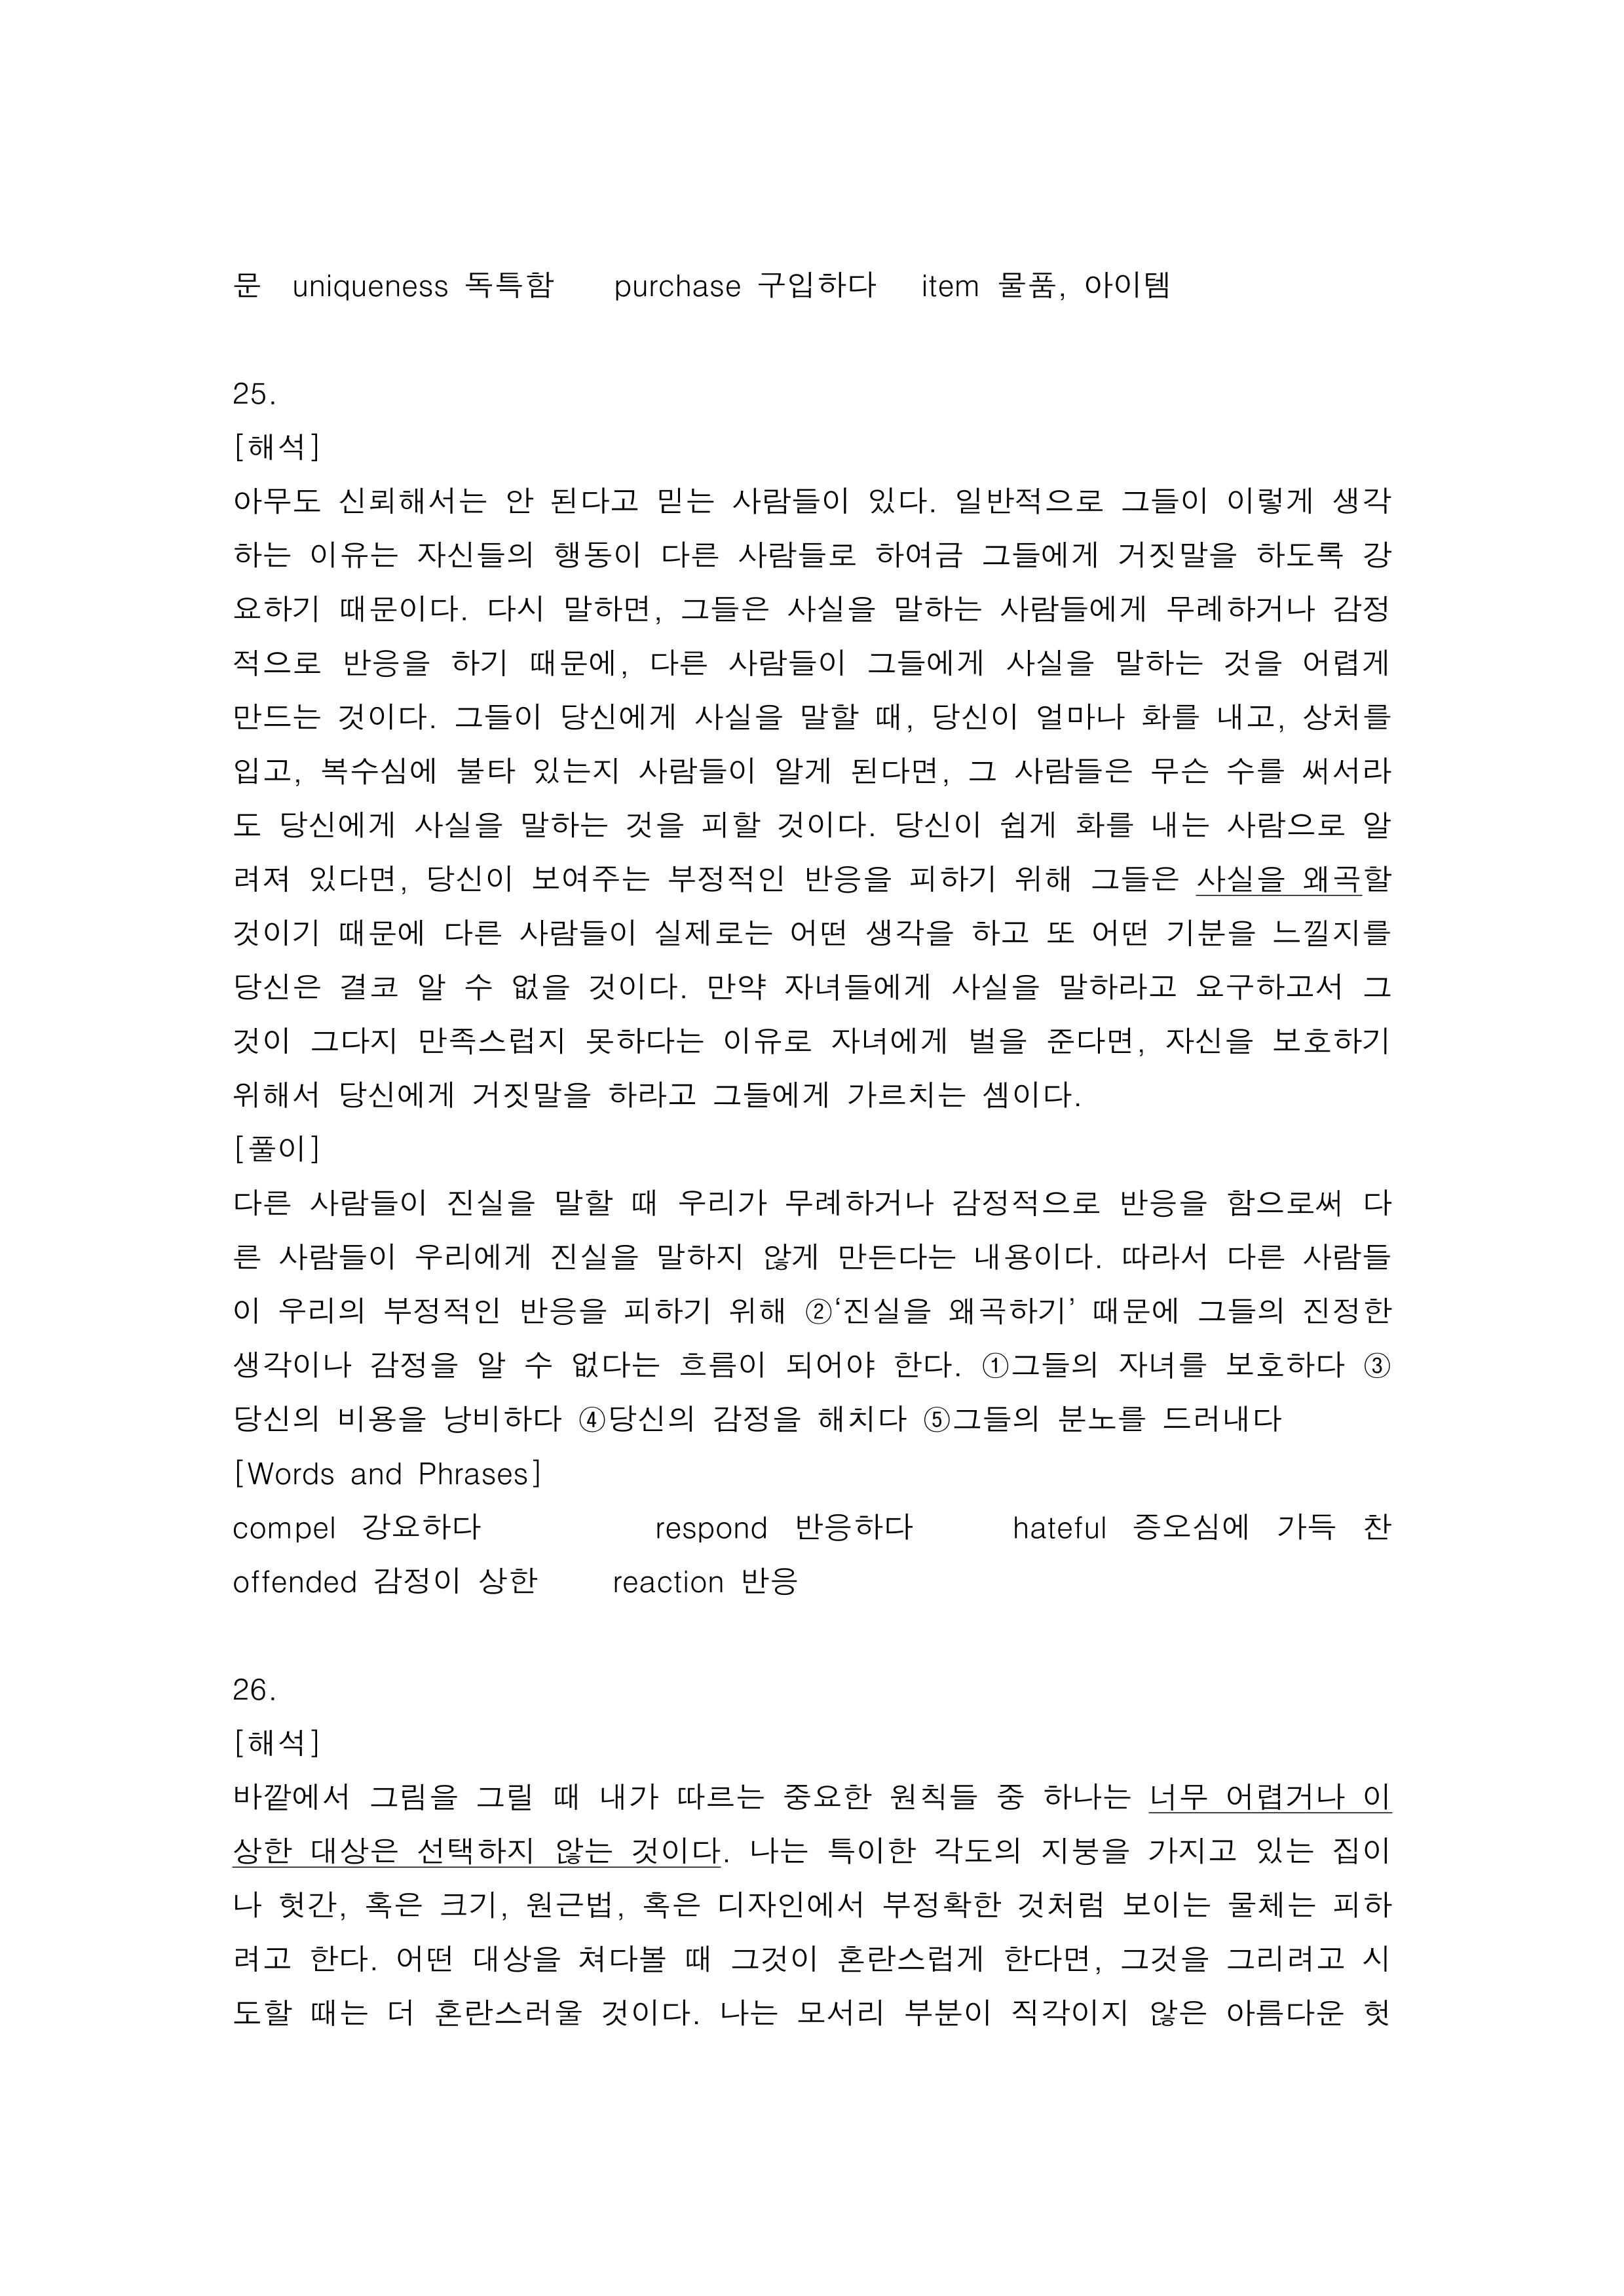 문 uniqueness 독특함 purchase 구입하다 item 물품, 아이템
25.
[해석]
아무도 신뢰해서는 안 된다고 믿는 사람들이 있다. 일반적으로 그들이 이렇게 생각
하는 이유는 자신들의 행동이 다른 사람들로 하여금 그들에게 거짓말을 하도록 강
요하기 때문이다. 다시 말하면, 그들은 사실을 말하는 사람들에게 무례하거나 감정
적으로 반응을 하기 때문에, 다른 사람들이 그들에게 사실을 말하는 것을 어렵게
만드는 것이다. 그들이 당신에게 사실을 말할 때, 당신이 얼마나 화를 내고, 상처를
입고, 복수심에 불타 있는지 사람들이 알게 된다면, 그 사람들은 무슨 수를 써서라
도 당신에게 사실을 말하는 것을 피할 것이다. 당신이 쉽게 화를 내는 사람으로 알
려져 있다면, 당신이 보여주는 부정적인 반응을 피하기 위해 그들은 사실을 왜곡할
것이기 때문에 다른 사람들이 실제로는 어떤 생각을 하고 또 어떤 기분을 느낄지를
당신은 결코 알 수 없을 것이다. 만약 자녀들에게 사실을 말하라고 요구하고서 그
것이 그다지 만족스럽지 못하다는 이유로 자녀에게 벌을 준다면, 자신을 보호하기
위해서 당신에게 거짓말을 하라고 그들에게 가르치는 셈이다.
[풀이]
다른 사람들이 진실을 말할 때 우리가 무례하거나 감정적으로 반응을 함으로써 다
른 사람들이 우리에게 진실을 말하지 않게 만든다는 내용이다. 따라서 다른 사람들
이 우리의 부정적인 반응을 피하기 위해 ②‘진실을 왜곡하기’ 때문에 그들의 진정한
생각이나 감정을 알 수 없다는 흐름이 되어야 한다. ①그들의 자녀를 보호하다 ③
당신의 비용을 낭비하다 ④당신의 감정을 해치다 ⑤그들의 분노를 드러내다
[Words and Phrases]
compel 강요하다 respond 반응하다 hateful 증오심에 가득 찬
offended 감정이 상한 reaction 반응
26.
[해석]
바깥에서 그림을 그릴 때 내가 따르는 중요한 원칙들 중 하나는 너무 어렵거나 이
상한 대상은 선택하지 않는 것이다. 나는 특이한 각도의 지붕을 가지고 있는 집이
나 헛간, 혹은 크기, 원근법, 혹은 디자인에서 부정확한 것처럼 보이는 물체는 피하
려고 한다. 어떤 대상을 쳐다볼 때 그것이 혼란스럽게 한다면, 그것을 그리려고 시
도할 때는 더 혼란스러울 것이다. 나는 모서리 부분이 직각이지 않은 아름다운 헛